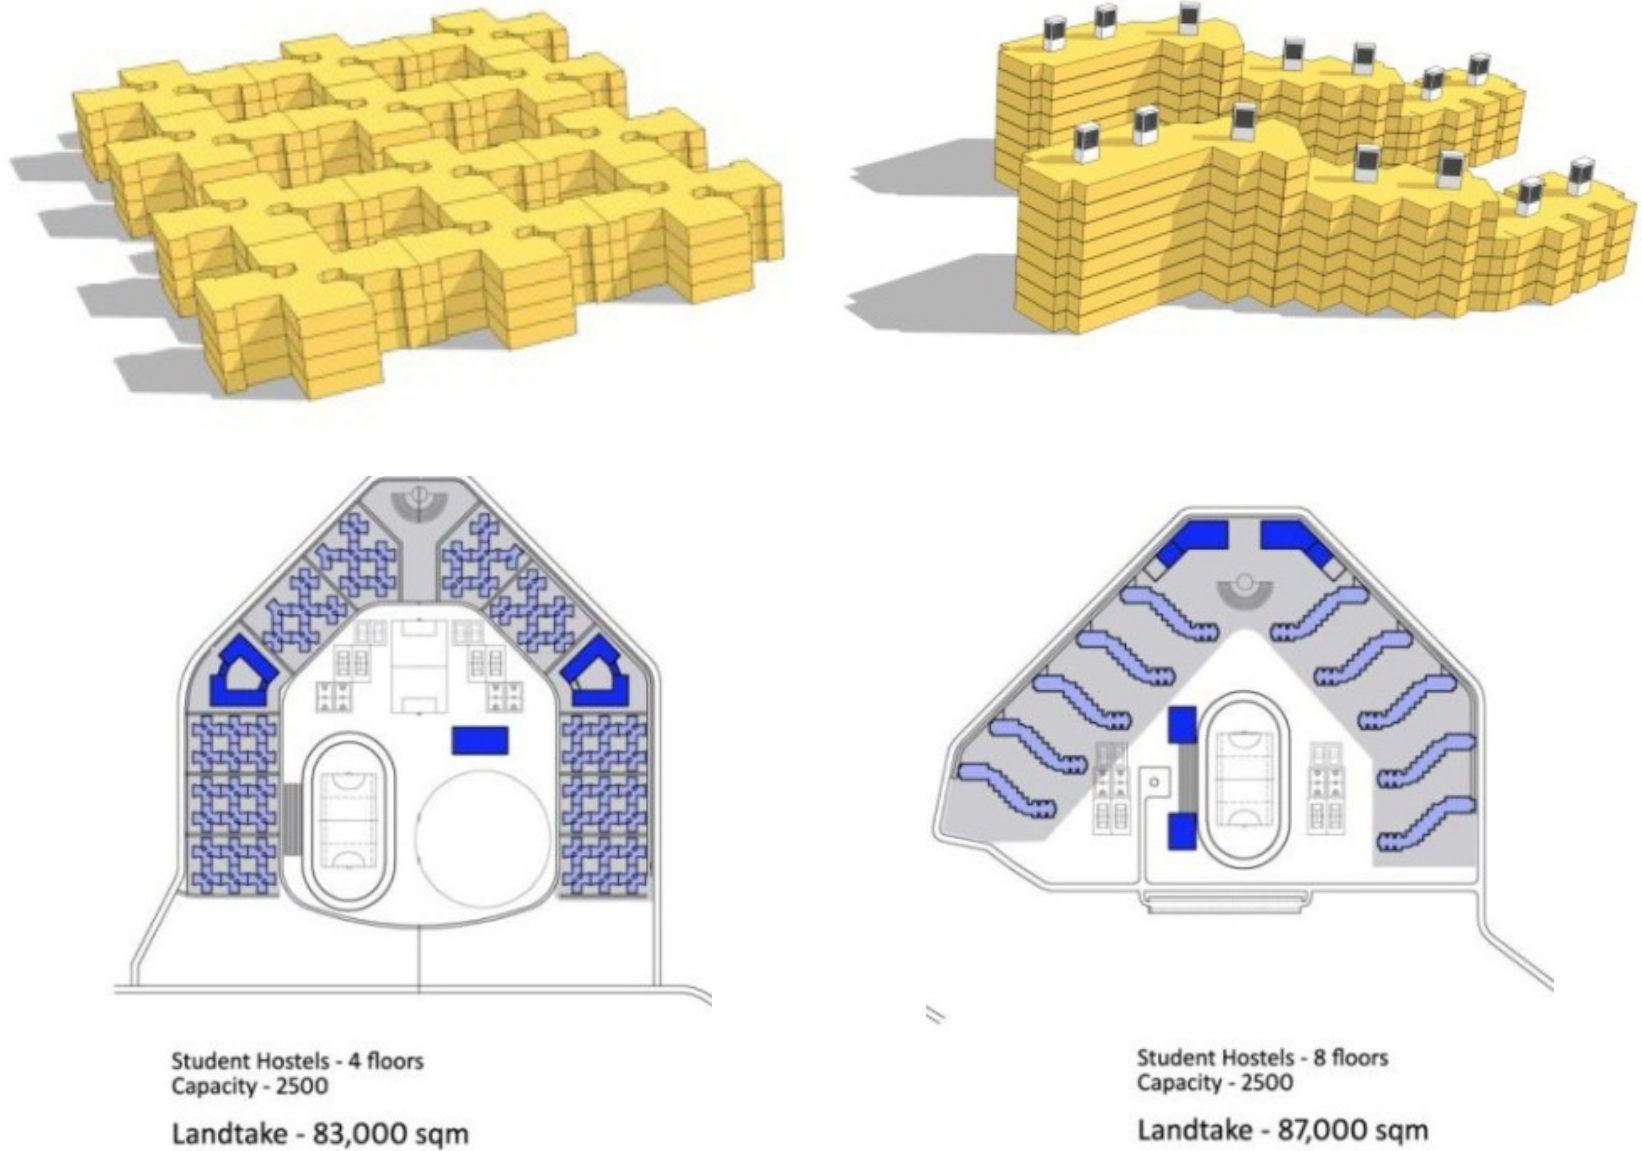 Student Hostels - 4 floors
Capacity - 2500
Landtake - 83,000 sqm
Student Hostels - 8 floors
Capacity - 2500
Landtake - 87,000 sqm